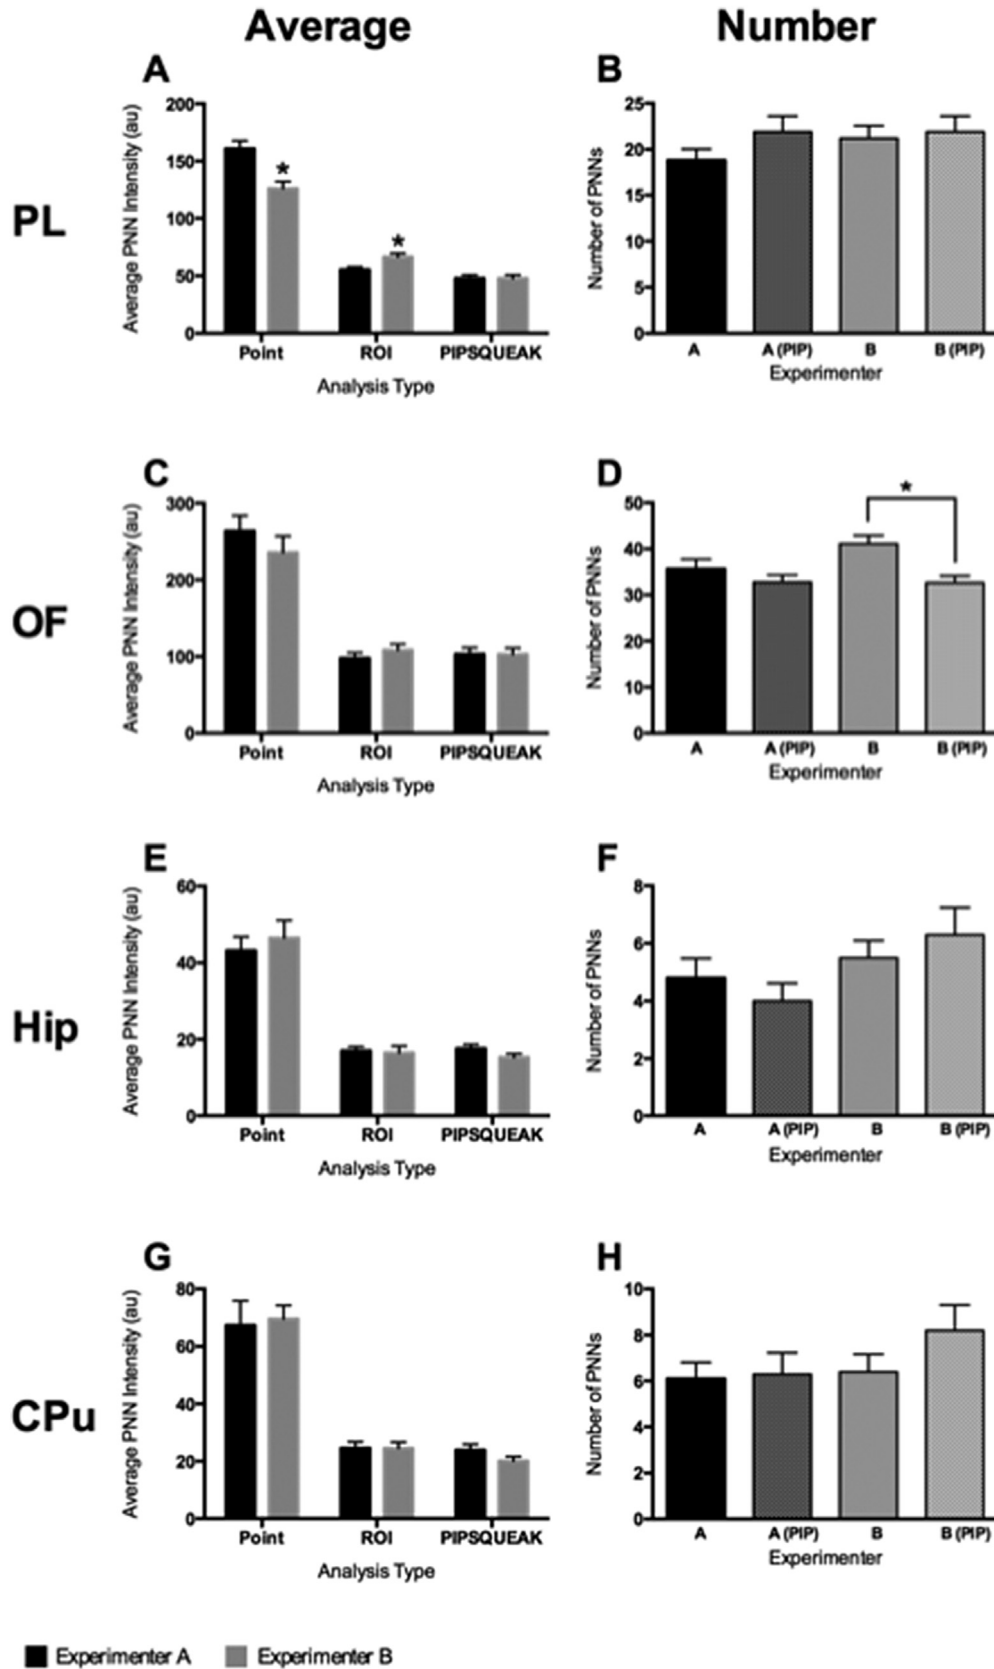 Average
Number
PL
A
Average PNN Intensity (au)
200
150
100
50
0
*
*
Point ROI PIPSQUEAK
Analysis Type
B
Number of PNNs
25
20
15
10
5
0
A A (PIP) B B (PIP)
Experimenter
OF
C
Average PNN Intensity (au)
300
200
100
0
Point ROI PIPSQUEAK
Analysis Type
D
Number of PNNs
50
40
30
20
10
0
*
A A (PIP) B B (PIP)
Experimenter
Hip
E
Average PNN Intensity (au)
60
40
20
0
Point ROI PIPSQUEAK
Analysis Type
F
Number of PNNs
8
6
4
2
0
A A (PIP) B B (PIP)
Experimenter
CPu
G
Average PNN Intensity (au)
80
60
40
20
0
Point ROI PIPSQUEAK
Analysis Type
H
Number of PNNs
10
8
6
4
2
0
A A (PIP) B B (PIP)
Experimenter
Experimenter A Experimenter B